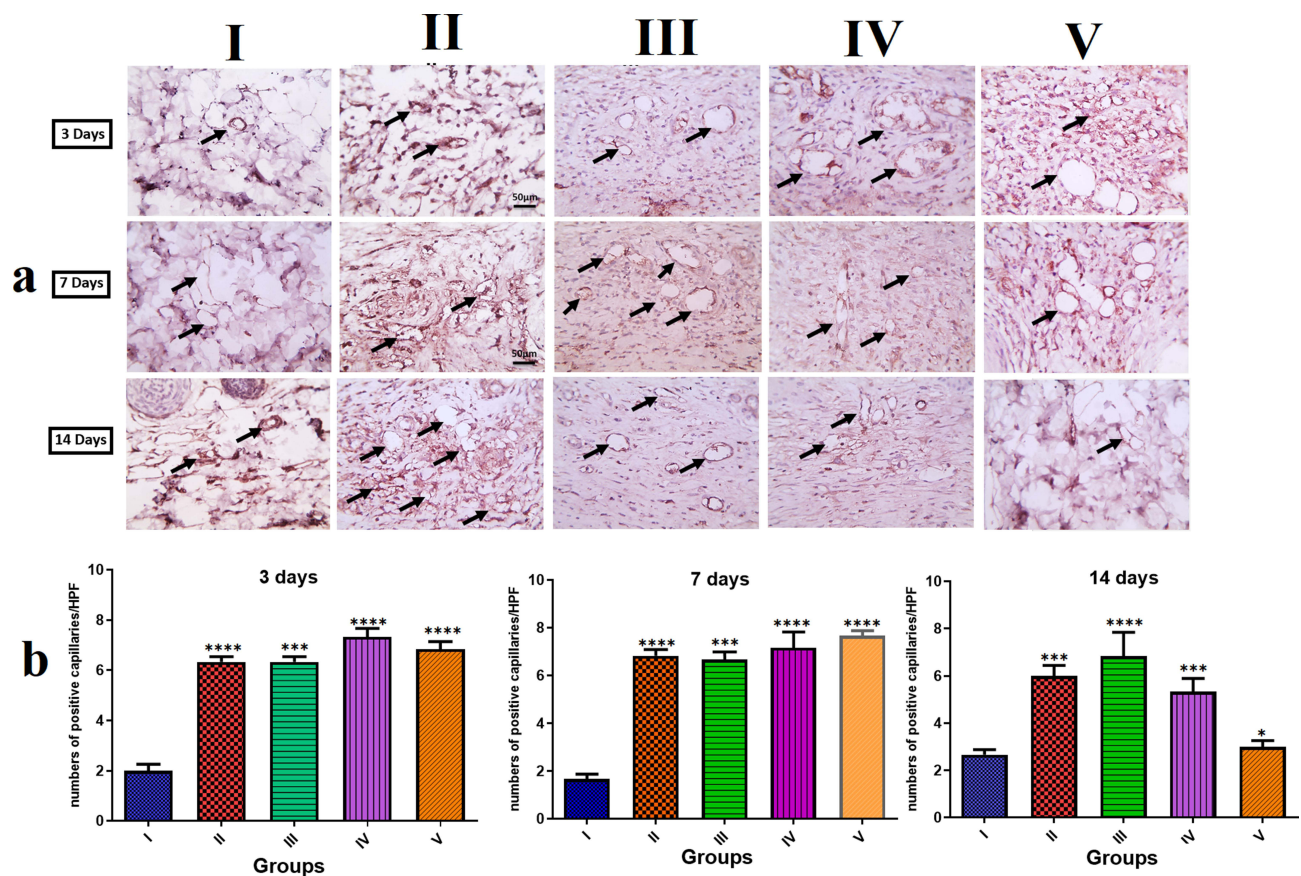 I II III IV V
3 Days
50µm
a
7 Days
50µm
14 Days
b
3 days
numbers of positive capillaries/HPF
10
8
6
4
2
0
**** *** **** ****
I II III IV V
Groups
7 days
numbers of positive capillaries/HPF
10
8
6
4
2
0
**** *** **** ****
I II III IV V
Groups
14 days
numbers of positive capillaries/HPF
10
8
6
4
2
0
*** **** *** *
I II III IV V
Groups